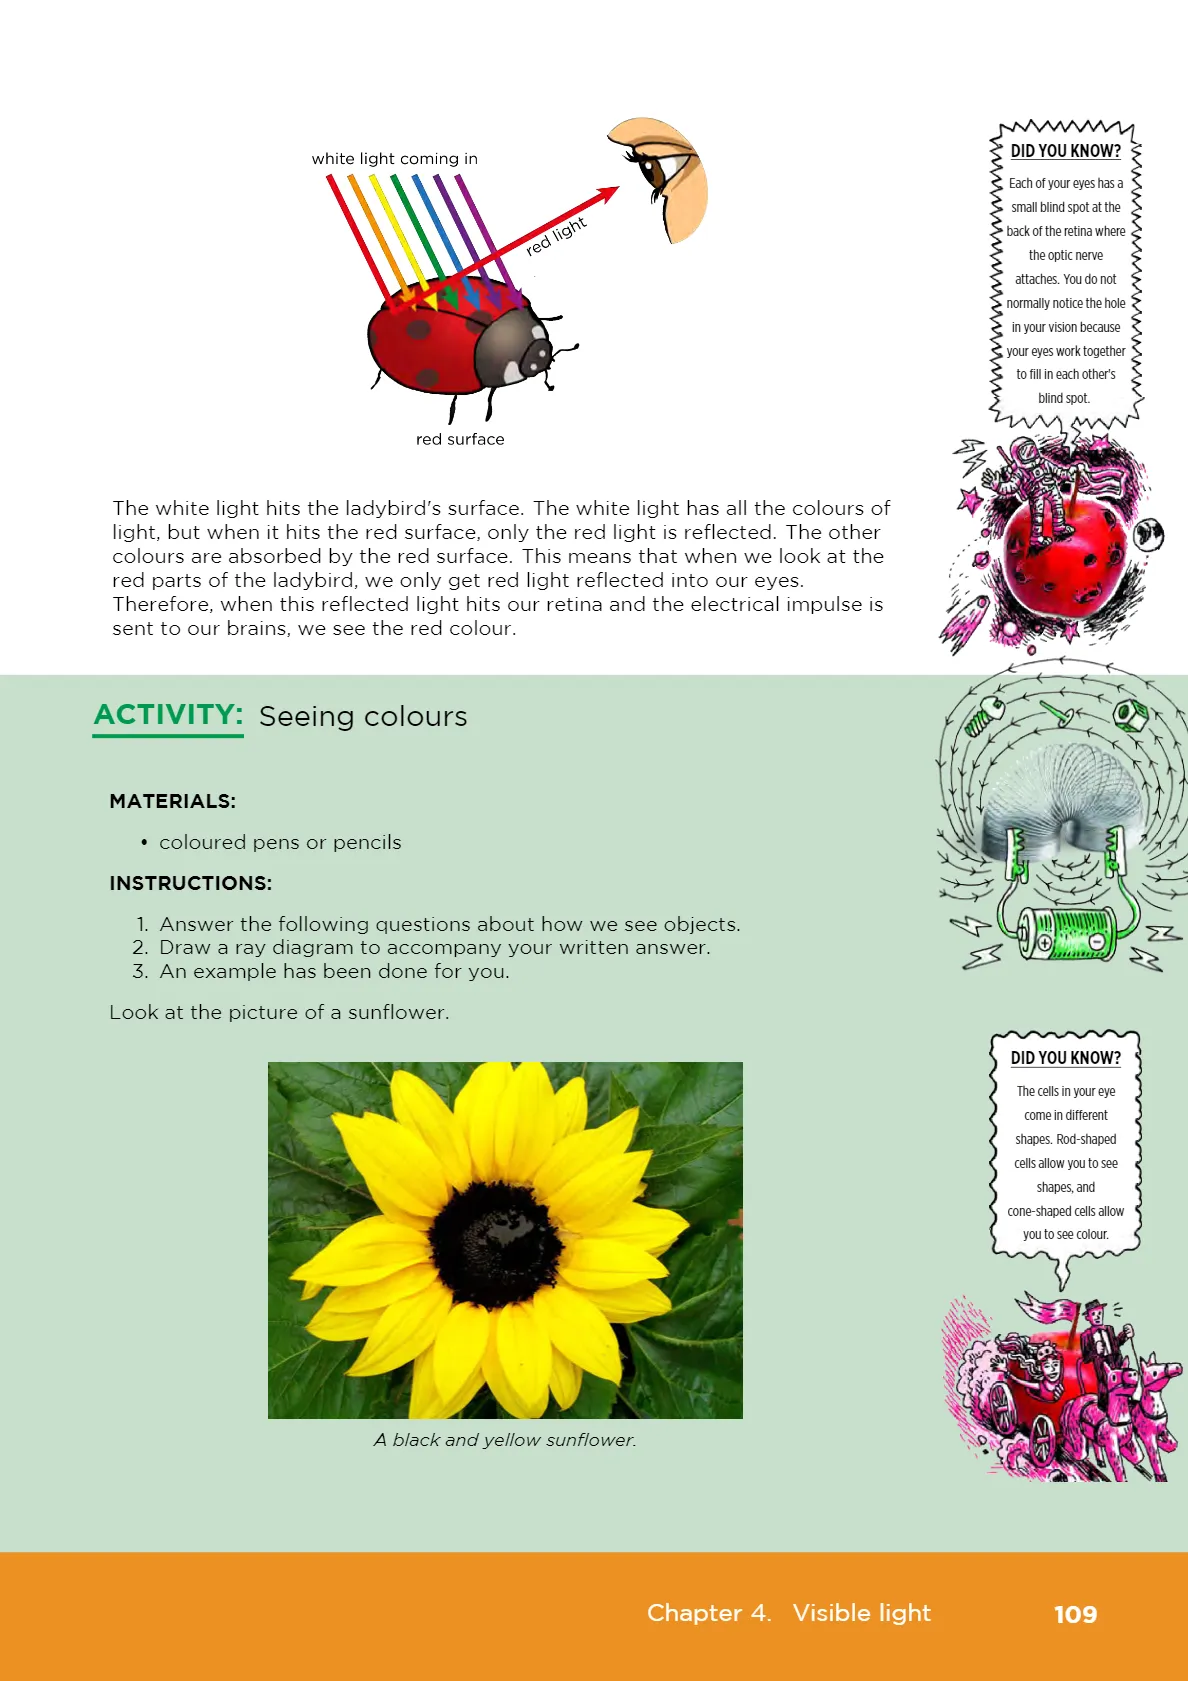 white light coming in
red light
red surface
DID YOU KNOW?
Each of your eyes has a
small blind spot at the
back of the retina where
the optic nerve
attaches. You do not
normally notice the hole
in your vision because
your eyes work together
to fill in each other's
blind spot.
The white light hits the ladybird's surface. The white light has all the colours of
light, but when it hits the red surface, only the red light is reflected. The other
colours are absorbed by the red surface. This means that when we look at the
red parts of the ladybird, we only get red light reflected into our eyes.
Therefore, when this reflected light hits our retina and the electrical impulse is
sent to our brains, we see the red colour.
ACTIVITY: Seeing colours
MATERIALS:
• coloured pens or pencils
INSTRUCTIONS:
1. Answer the following questions about how we see objects.
2. Draw a ray diagram to accompany your written answer.
3. An example has been done for you.
Look at the picture of a sunflower.
A black and yellow sunflower.
DID YOU KNOW?
The cells in your eye
come in different
shapes. Rod-shaped
cells allow you to see
shapes, and
cone-shaped cells allow
you to see colour.
Chapter 4. Visible light 109